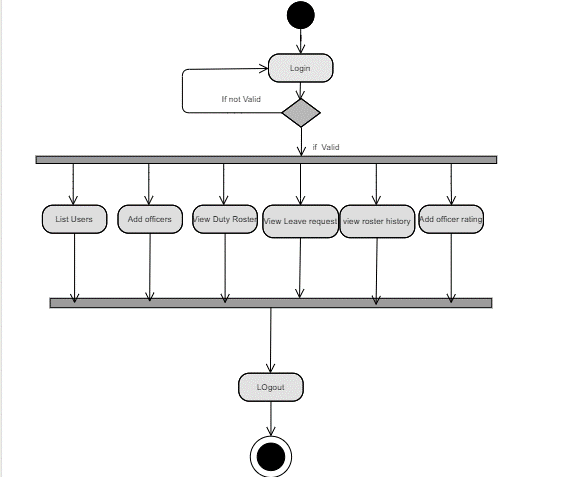 Login
If not Valid
if Valid
List Users
Add officers
View Duty Roster
View Leave request
view roster history
Add officer rating
LOgout